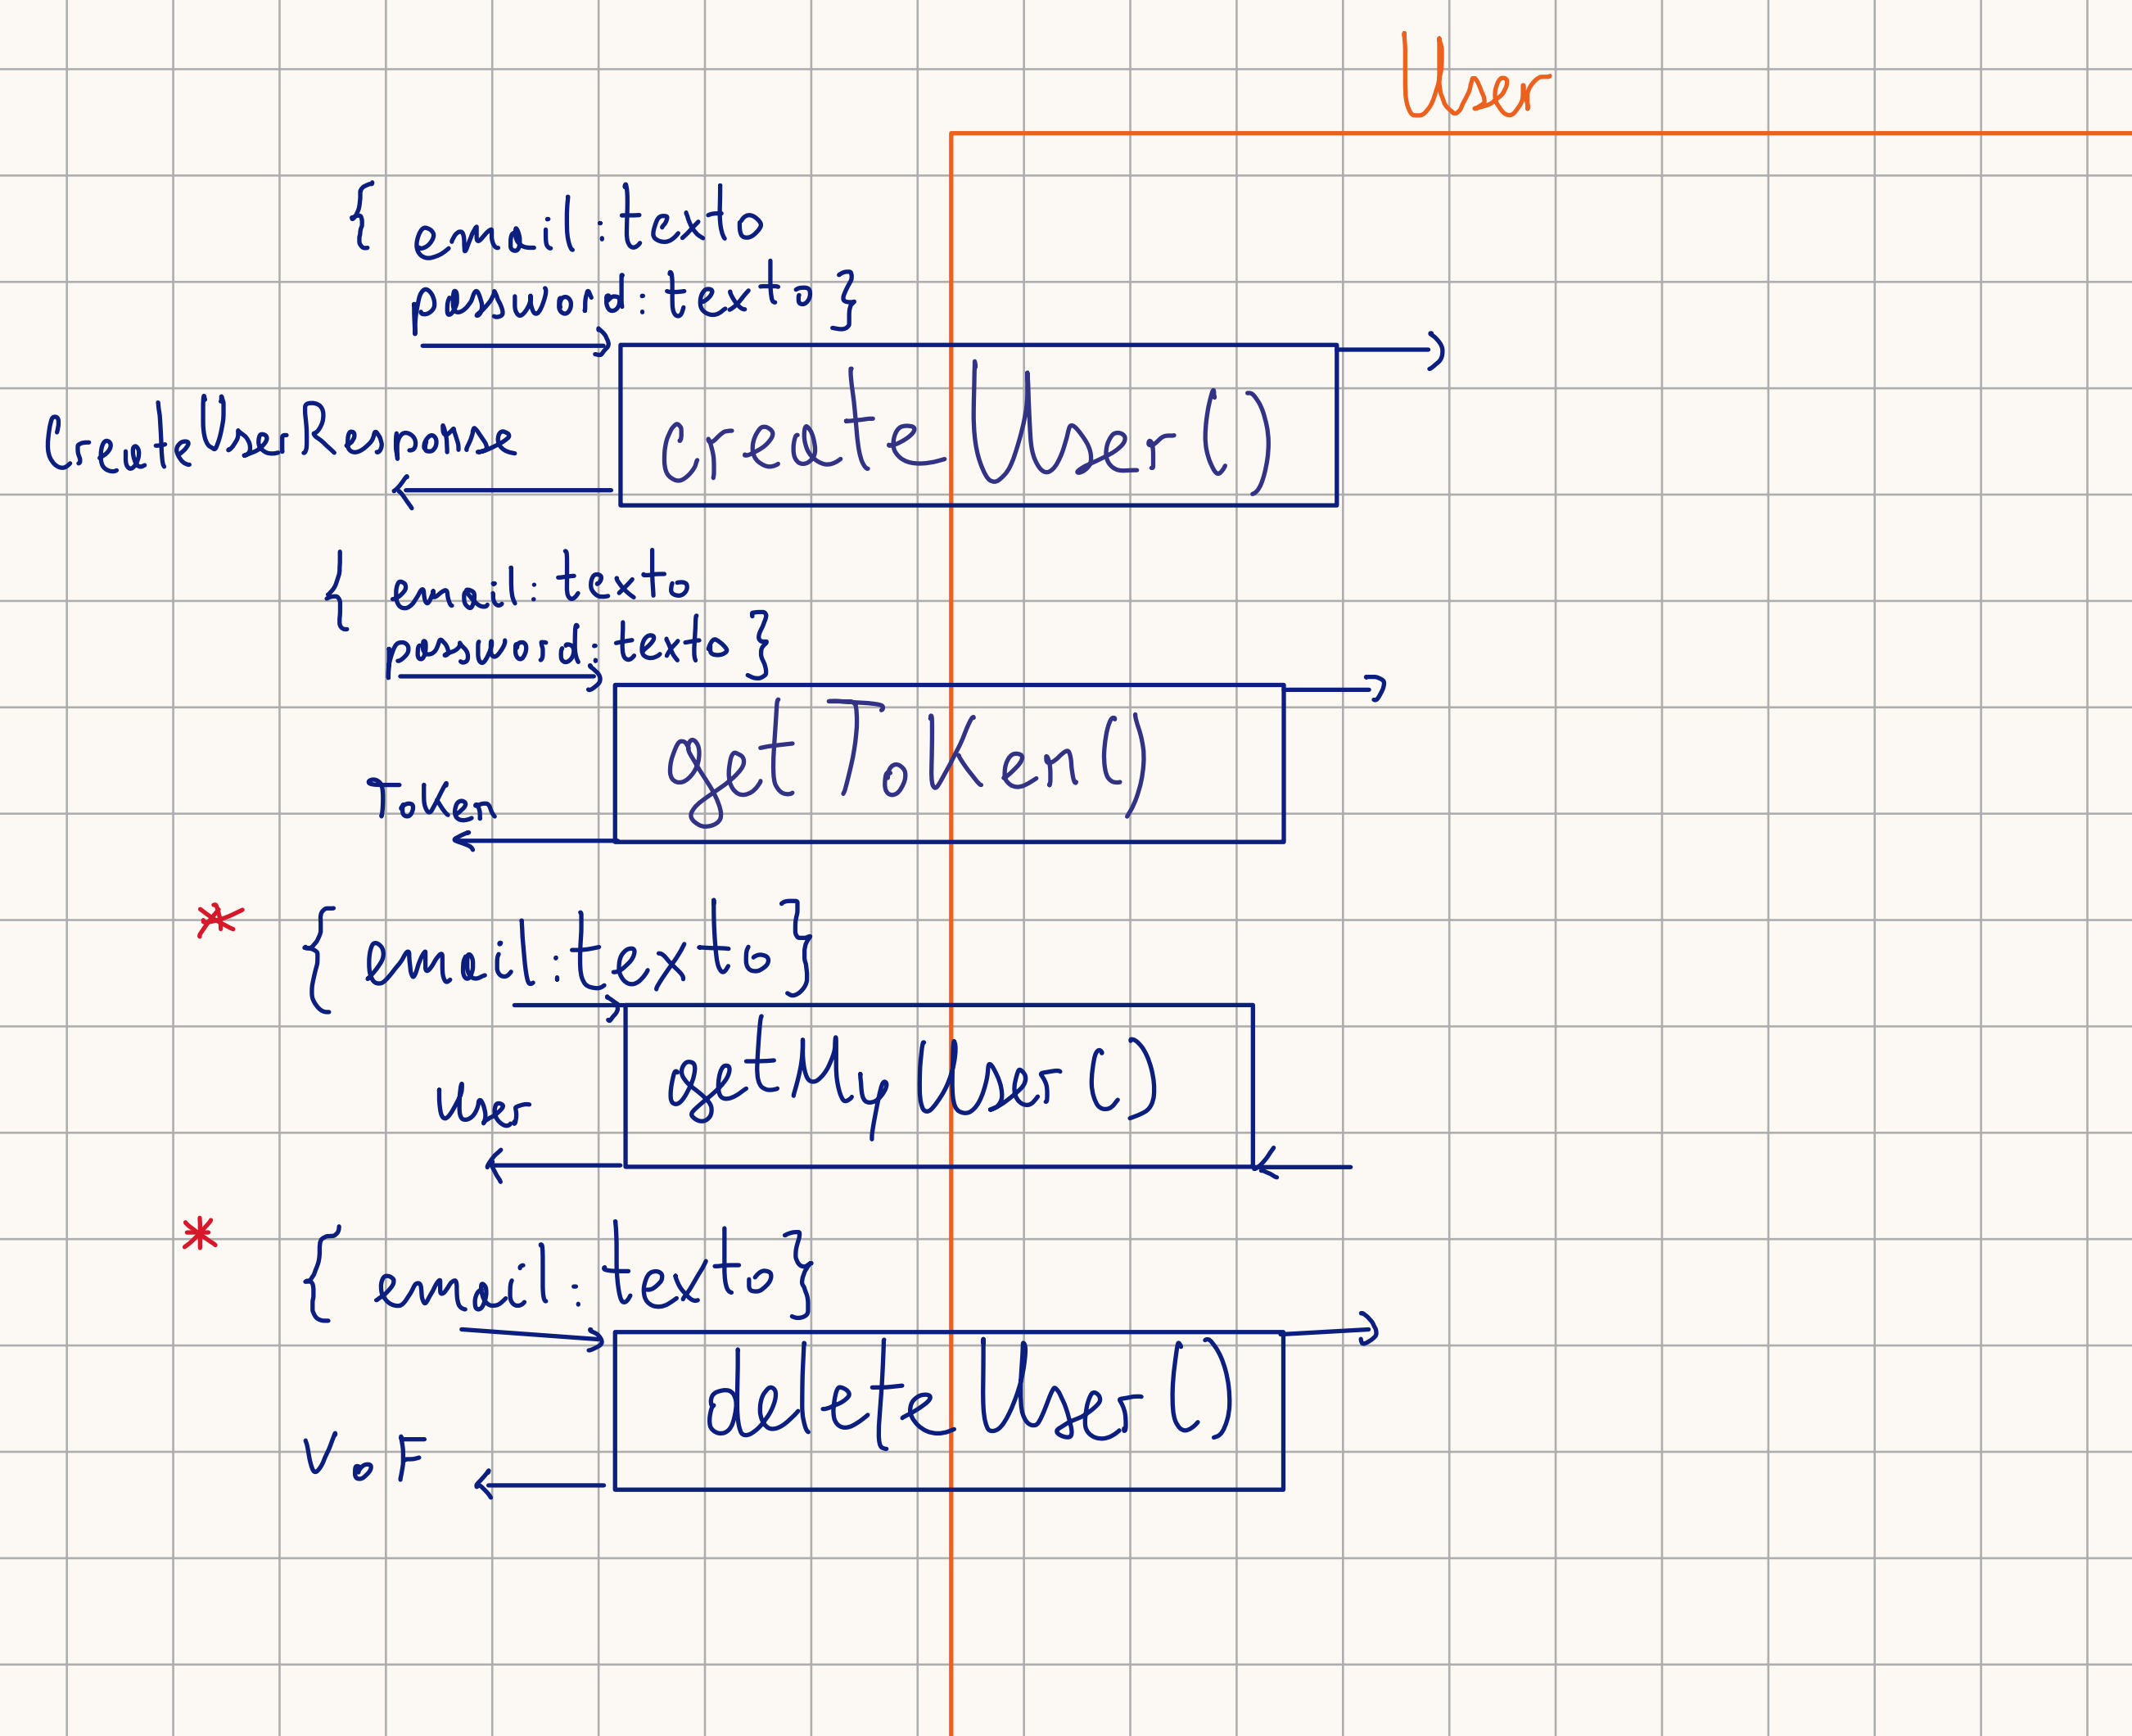 User
{ email: texto
password: texto }
createUser()
CreateUserResponse
{ email: texto
password: texto }
getToken()
Token
* { email: texto }
getMyUser()
User
* { email: texto }
deleteUser()
V o F